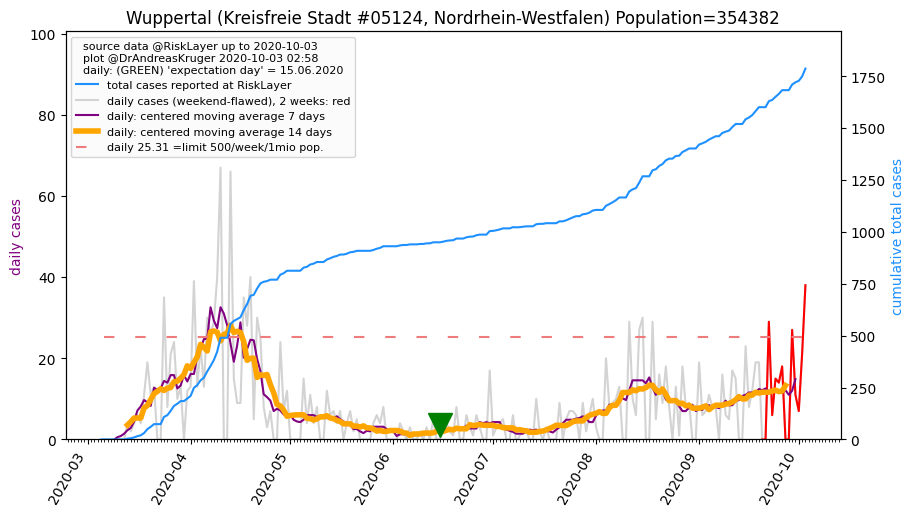 Wuppertal (Kreisfreie Stadt #05124, Nordrhein-Westfalen) Population=354382
source data @RiskLayer up to 2020-10-03
plot @DrAndreasKruger 2020-10-03 02:58
daily: (GREEN) 'expectation day' = 15.06.2020
total cases reported at RiskLayer
daily cases (weekend-flawed), 2 weeks: red
daily: centered moving average 7 days
daily: centered moving average 14 days
daily 25.31 =limit 500/week/1mio pop.
daily cases
100
80
60
40
20
0
cumulative total cases
1750
1500
1250
1000
750
500
250
0
2020-03
2020-04
2020-05
2020-06
2020-07
2020-08
2020-09
2020-10